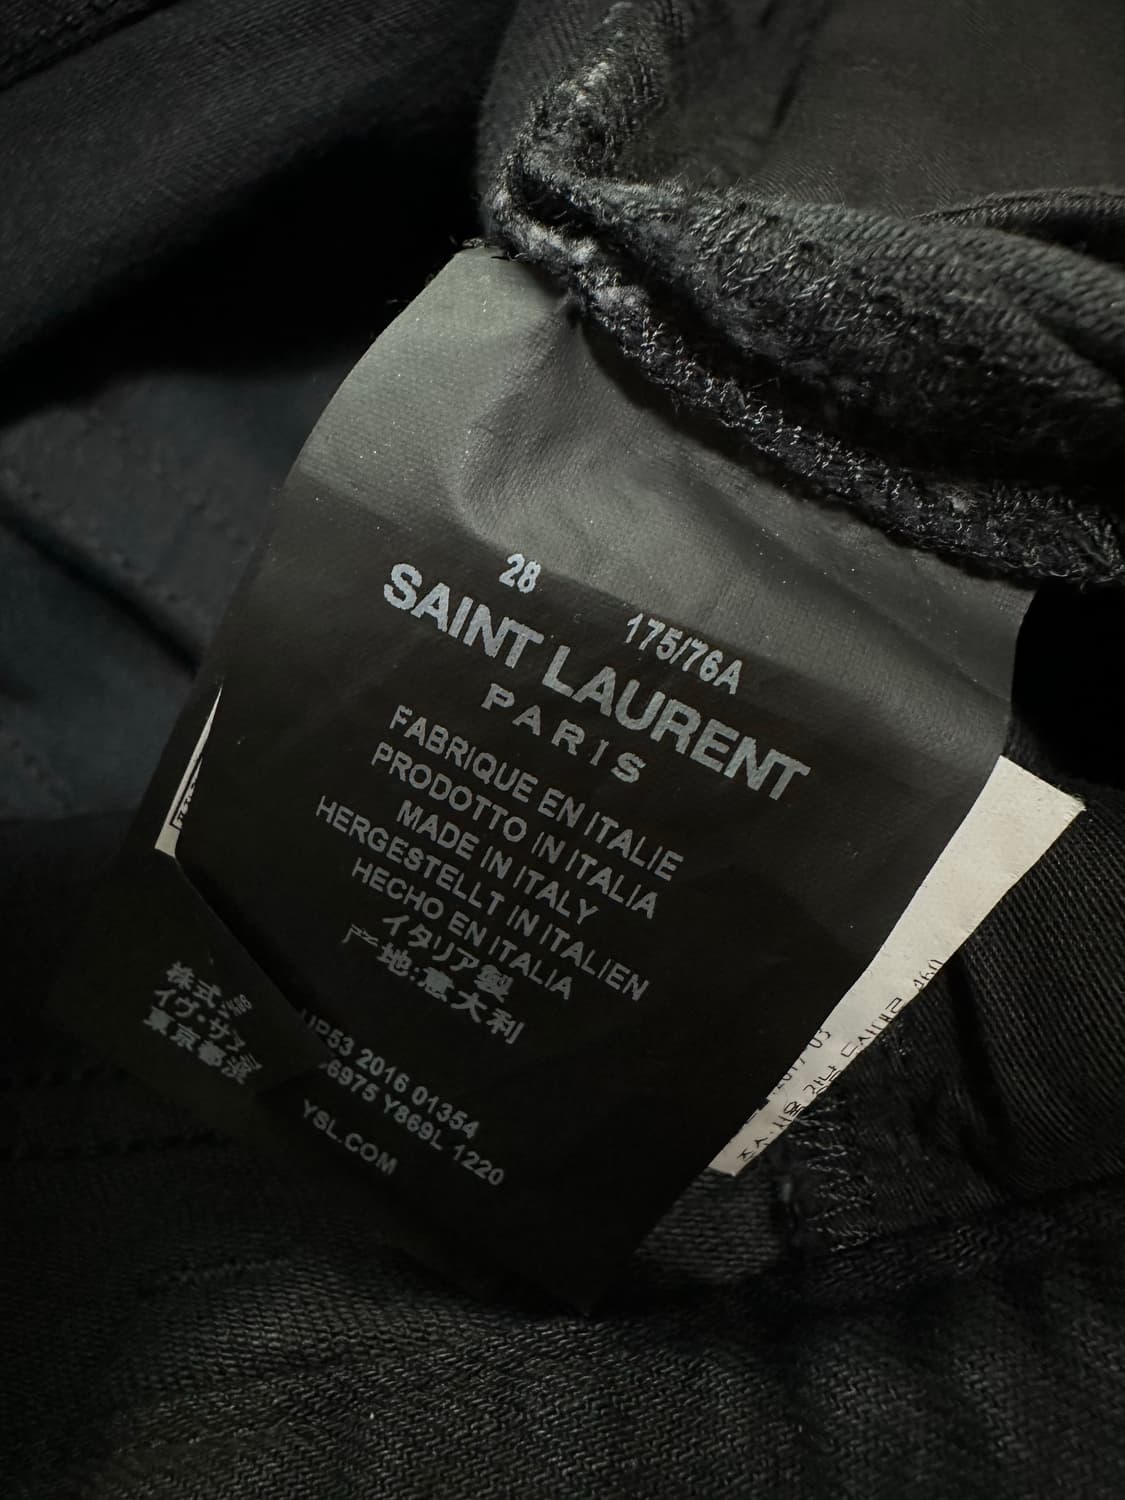 28
175/76A
SAINT LAURENT
PARIS
FABRIQUE EN ITALIE
PRODOTTO IN ITALIA
MADE IN ITALY
HERGESTELLT IN ITALIEN
HECHO EN ITALIA
イタリア製
产地:意大利
2016 01354
Y869L 1220
YSL.COM
株式
イヴ・サン
東京都港